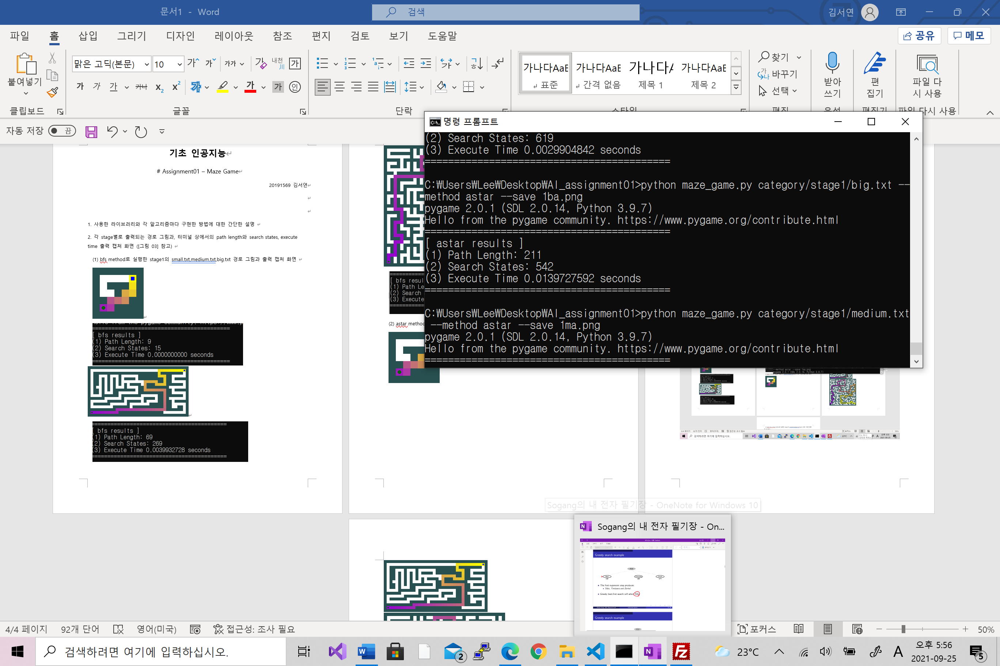 문서1 - Word
검색
김서연
파일 홈 삽입 그리기 디자인 레이아웃 참조 편지 검토 보기 도움말
공유 메모
붙여넣기
클립보드
맑은 고딕(본문) 10
글꼴
단락
가나다AaB 가나다AaE 가나다A 가나다AaE
표준 간격 없음 제목 1 제목 2
스타일
찾기
바꾸기
선택
편집
받아
쓰기
음성
편
집기
편집기
파일 다
시 사용
파일 다시 사용
자동 저장 끔
기초 인공지능
# Assignment01 – Maze Game
20191569 김서연
1. 사용한 라이브러리와 각 알고리즘마다 구현한 방법에 대한 간단한 설명
2. 각 stage별로 출력되는 경로 그림과, 터미널 상에서의 path length와 search states, execute
time 출력 캡처 화면 ([그림 03] 참고)
(1) bfs method로 실행한 stage1의 small.txt,medium.txt,big.txt 경로 그림과 출력 캡처 화면
========================================
[ bfs results ]
(1) Path Length: 9
(2) Search States: 15
(3) Execute Time 0.0000000000 seconds
========================================
========================================
[ bfs results ]
(1) Path Length: 69
(2) Search States: 269
(3) Execute Time 0.0039932728 seconds
========================================
[ bfs resul
(1) Path Le
(2) Search
(3) Execute
(2) astar method
명령 프롬프트
(2) Search States: 619
(3) Execute Time 0.0029904842 seconds
==========================================
C:₩Users₩Lee₩Desktop₩AI_assignment01>python maze_game.py category/stage1/big.txt --
method astar --save 1ba.png
pygame 2.0.1 (SDL 2.0.14, Python 3.9.7)
Hello from the pygame community. https://www.pygame.org/contribute.html
==========================================
[ astar results ]
(1) Path Length: 211
(2) Search States: 542
(3) Execute Time 0.0139727592 seconds
==========================================
C:₩Users₩Lee₩Desktop₩AI_assignment01>python maze_game.py category/stage1/medium.txt
--method astar --save 1ma.png
pygame 2.0.1 (SDL 2.0.14, Python 3.9.7)
Hello from the pygame community. https://www.pygame.org/contribute.html
==========================================
Sogang의 내 전자 필기장 - OneNote for Windows 10
Sogang의 내 전자 필기장 - On...
Greedy search example
The first expansion step produces:
Sibiu, Timisoara and Zerind
Greedy best-first search will select Sibiu
Greedy search example
4/4 페이지 92개 단어 영어(미국) 접근성: 조사 필요
포커스 50%
검색하려면 여기에 입력하십시오.
2
23°C
A
오후 5:56
2021-09-25
5